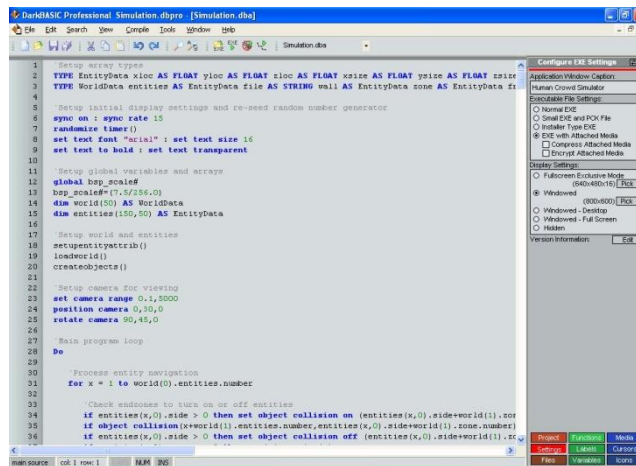 DarkBASIC Professional Simulation.dbpro - [Simulation.dba]
File Edit Search View Compile Tools Window Help
Simulation.dba
1 `Setup array types
2 TYPE EntityData xloc AS FLOAT yloc AS FLOAT zloc AS FLOAT xsize AS FLOAT ysize AS FLOAT zsize
3 TYPE WorldData entities AS EntityData file AS STRING wall AS EntityData zone AS EntityData fr
4
5 `Setup initial display settings and re-seed random number generator
6 sync on : sync rate 15
7 randomize timer()
8 set text font "arial" : set text size 16
9 set text to bold : set text transparent
10
11 `Setup global variables and arrays
12 global bsp_scale#
13 bsp_scale#=(7.5/256.0)
14 dim world(50) AS WorldData
15 dim entities(150,50) AS EntityData
16
17 `Setup world and entities
18 setupentityattrib()
19 loadworld()
20 createobjects()
21
22 `Setup camera for viewing
23 set camera range 0.1,5000
24 position camera 0,30,0
25 rotate camera 90,45,0
26
27 `Main program loop
28 Do
29
30 `Process entity navigation
31 for x = 1 to world(0).entities.number
32
33 `Check endzones to turn on or off entities
34 if entities(x,0).side > 0 then set object collision on (entities(x,0).side+world(1).zon
35 if object collision(x+world(1).entities.number,entities(x,0).side+world(1).zone.number)
36 if entities(x,0).side > 0 then set object collision off (entities(x,0).side+world(1).zo
main source col: 1 row: 1 NUM INS
Configure EXE Settings
Application Window Caption:
Human Crowd Simulator
Executable File Settings:
Normal EXE
Small EXE and PCK File
Installer Type EXE
EXE with Attached Media
Compress Attached Media
Encrypt Attached Media
Display Settings:
Fullscreen Exclusive Mode
(640x480x16) Pick
Windowed
(800x600) Pick
Windowed - Desktop
Windowed - Full Screen
Hidden
Version Information: Edit
Project Functions Media
Settings Labels Cursors
Files Variables Icons